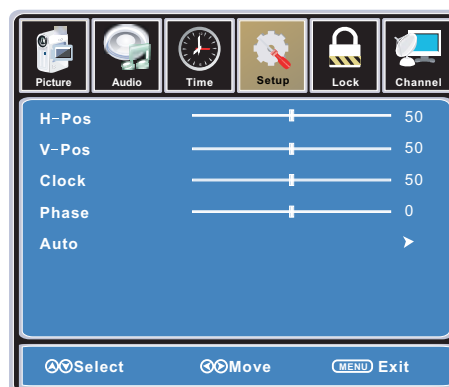 Picture Audio Time Setup Lock Channel
H-Pos 50
V-Pos 50
Clock 50
Phase 0
Auto
Select Move MENU Exit